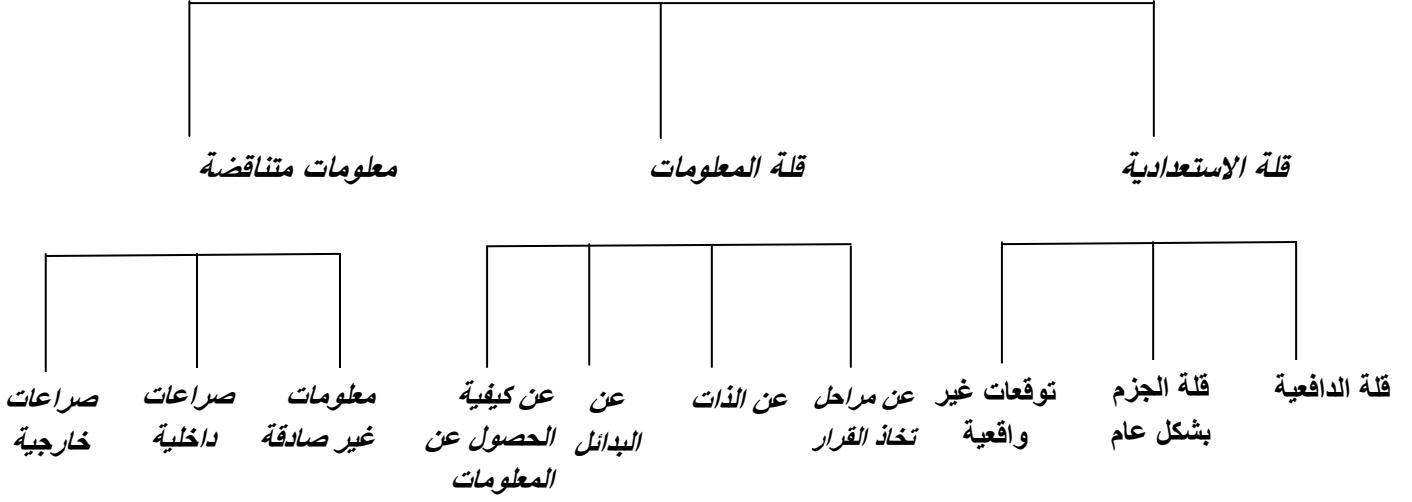 قلة الاستعدادية
قلة المعلومات
معلومات متناقضة
قلة الدافعية
قلة الجزم
بشكل عام
توقعات غير
واقعية
عن مراحل
تخاذ القرار
عن الذات
عن
البدائل
عن كيفية
الحصول عن
المعلومات
معلومات
غير صادقة
صراعات
داخلية
صراعات
خارجية